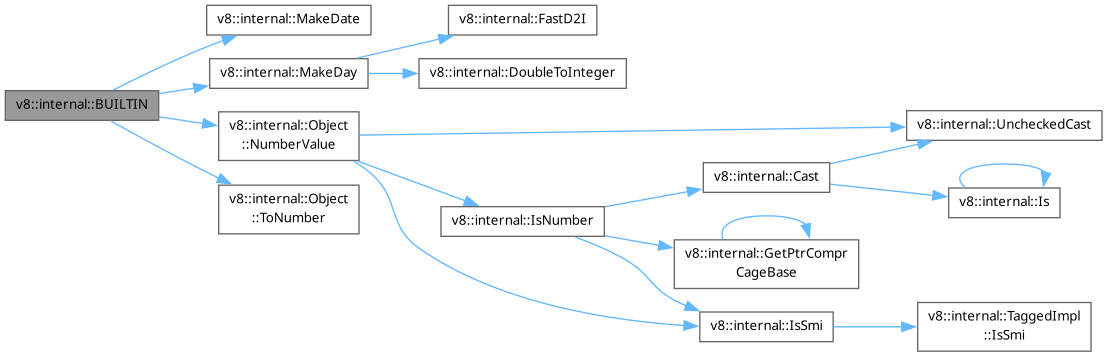 v8::internal::MakeDate
v8::internal::FastD2I
v8::internal::MakeDay
v8::internal::DoubleToInteger
v8::internal::BUILTIN
v8::internal::Object
::NumberValue
v8::internal::UncheckedCast
v8::internal::Cast
v8::internal::Object
::ToNumber
v8::internal::IsNumber
v8::internal::Is
v8::internal::GetPtrCompr
CageBase
v8::internal::IsSmi
v8::internal::TaggedImpl
::IsSmi